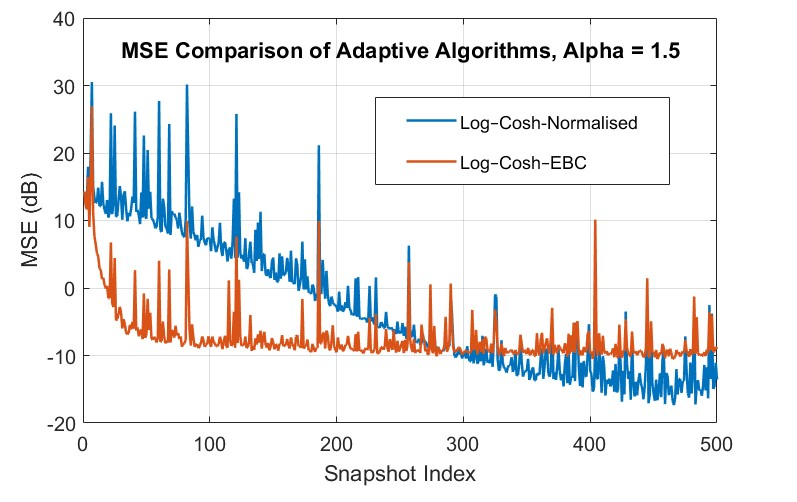 MSE Comparison of Adaptive Algorithms, Alpha = 1.5
Log-Cosh-Normalised
Log-Cosh-EBC
MSE (dB)
40
30
20
10
0
-10
-20
0 100 200 300 400 500
Snapshot Index